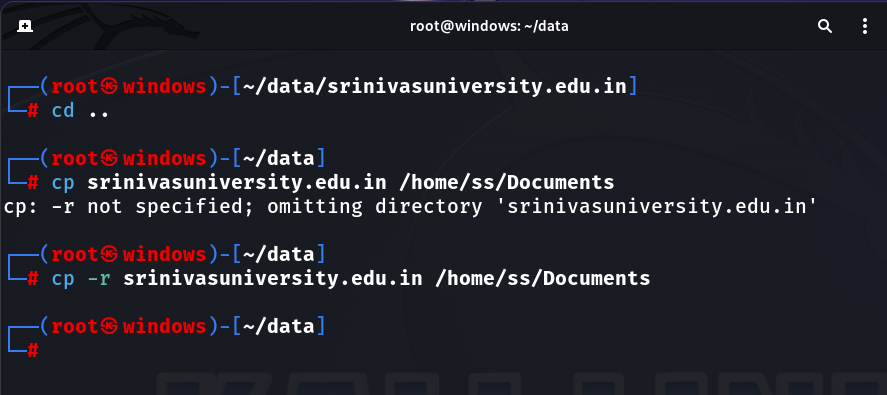 root@windows: ~/data
┌──(root㉿windows)-[~/data/srinivasuniversity.edu.in]
└─# cd ..
┌──(root㉿windows)-[~/data]
└─# cp srinivasuniversity.edu.in /home/ss/Documents
cp: -r not specified; omitting directory 'srinivasuniversity.edu.in'
┌──(root㉿windows)-[~/data]
└─# cp -r srinivasuniversity.edu.in /home/ss/Documents
┌──(root㉿windows)-[~/data]
└─#